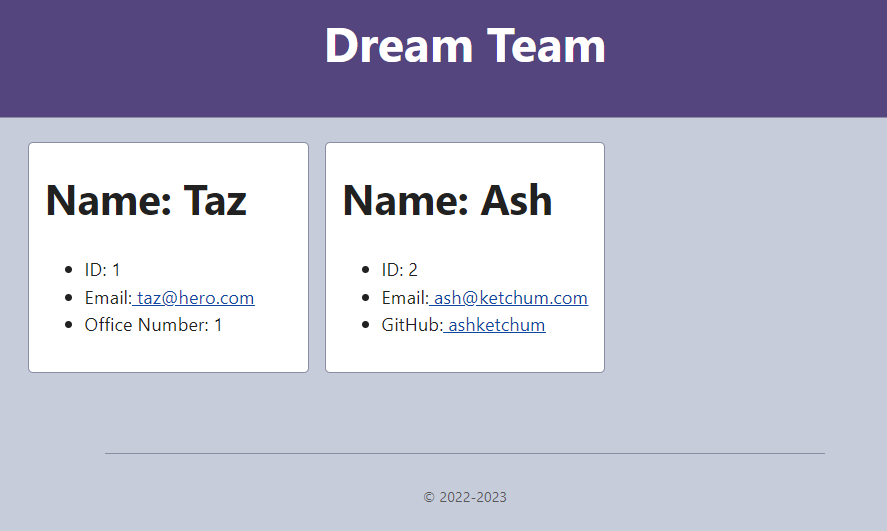 Dream Team
Name: Taz
ID: 1
Email: taz@hero.com
Office Number: 1
Name: Ash
ID: 2
Email: ash@ketchum.com
GitHub: ashketchum
© 2022-2023